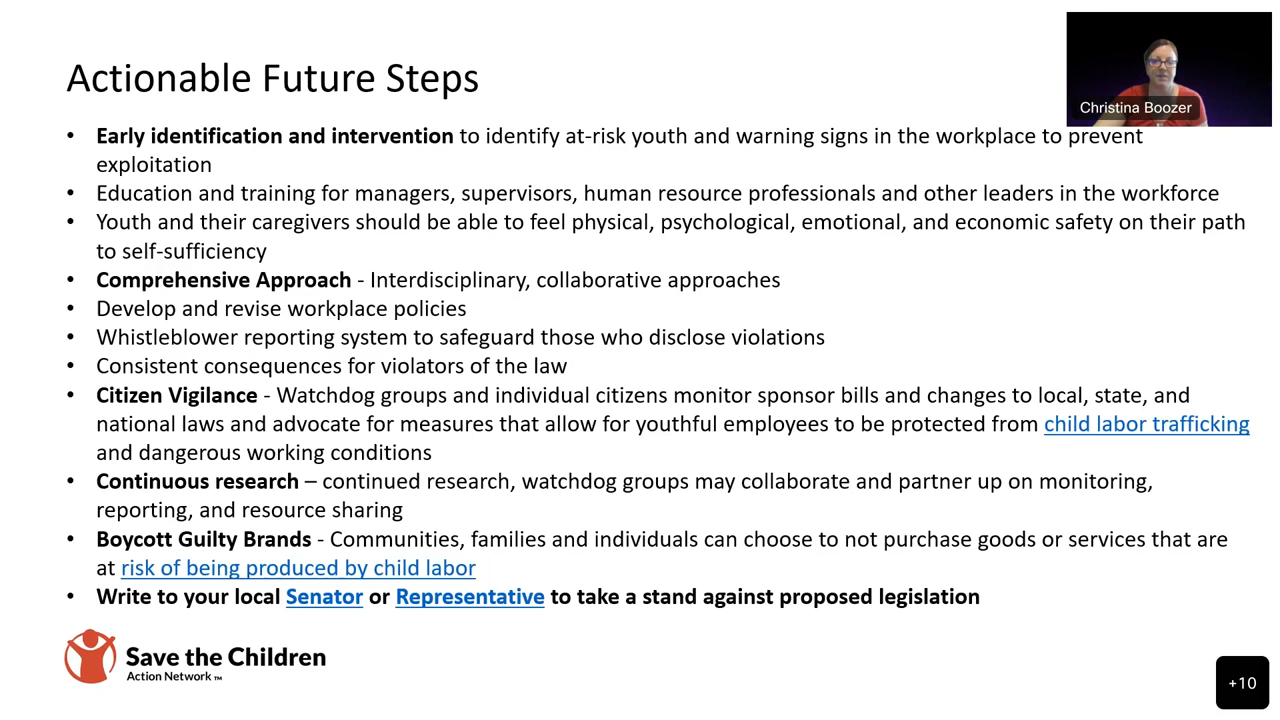 Actionable Future Steps
Christina Boozer
• Early identification and intervention to identify at-risk youth and warning signs in the workplace to prevent
exploitation
• Education and training for managers, supervisors, human resource professionals and other leaders in the workforce
• Youth and their caregivers should be able to feel physical, psychological, emotional, and economic safety on their path
to self-sufficiency
• Comprehensive Approach - Interdisciplinary, collaborative approaches
• Develop and revise workplace policies
• Whistleblower reporting system to safeguard those who disclose violations
• Consistent consequences for violators of the law
• Citizen Vigilance - Watchdog groups and individual citizens monitor sponsor bills and changes to local, state, and
national laws and advocate for measures that allow for youthful employees to be protected from child labor trafficking
and dangerous working conditions
• Continuous research – continued research, watchdog groups may collaborate and partner up on monitoring,
reporting, and resource sharing
• Boycott Guilty Brands - Communities, families and individuals can choose to not purchase goods or services that are
at risk of being produced by child labor
• Write to your local Senator or Representative to take a stand against proposed legislation
Save the Children
Action Network™
+10